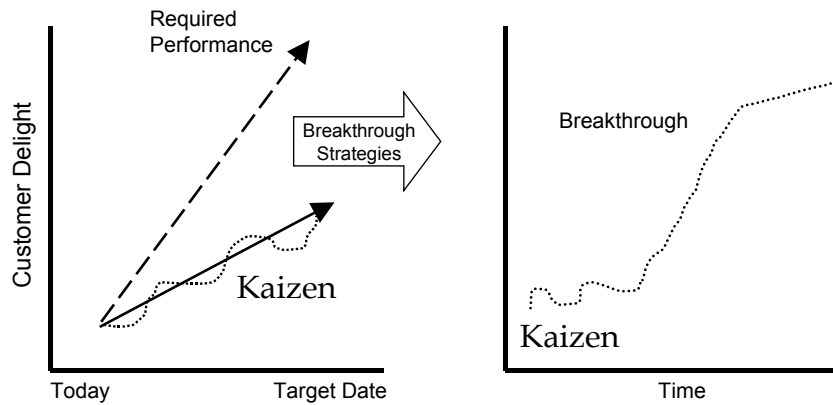 Required
Performance
Customer Delight
Breakthrough
Strategies
Kaizen
Today
Target Date
Breakthrough
Kaizen
Time